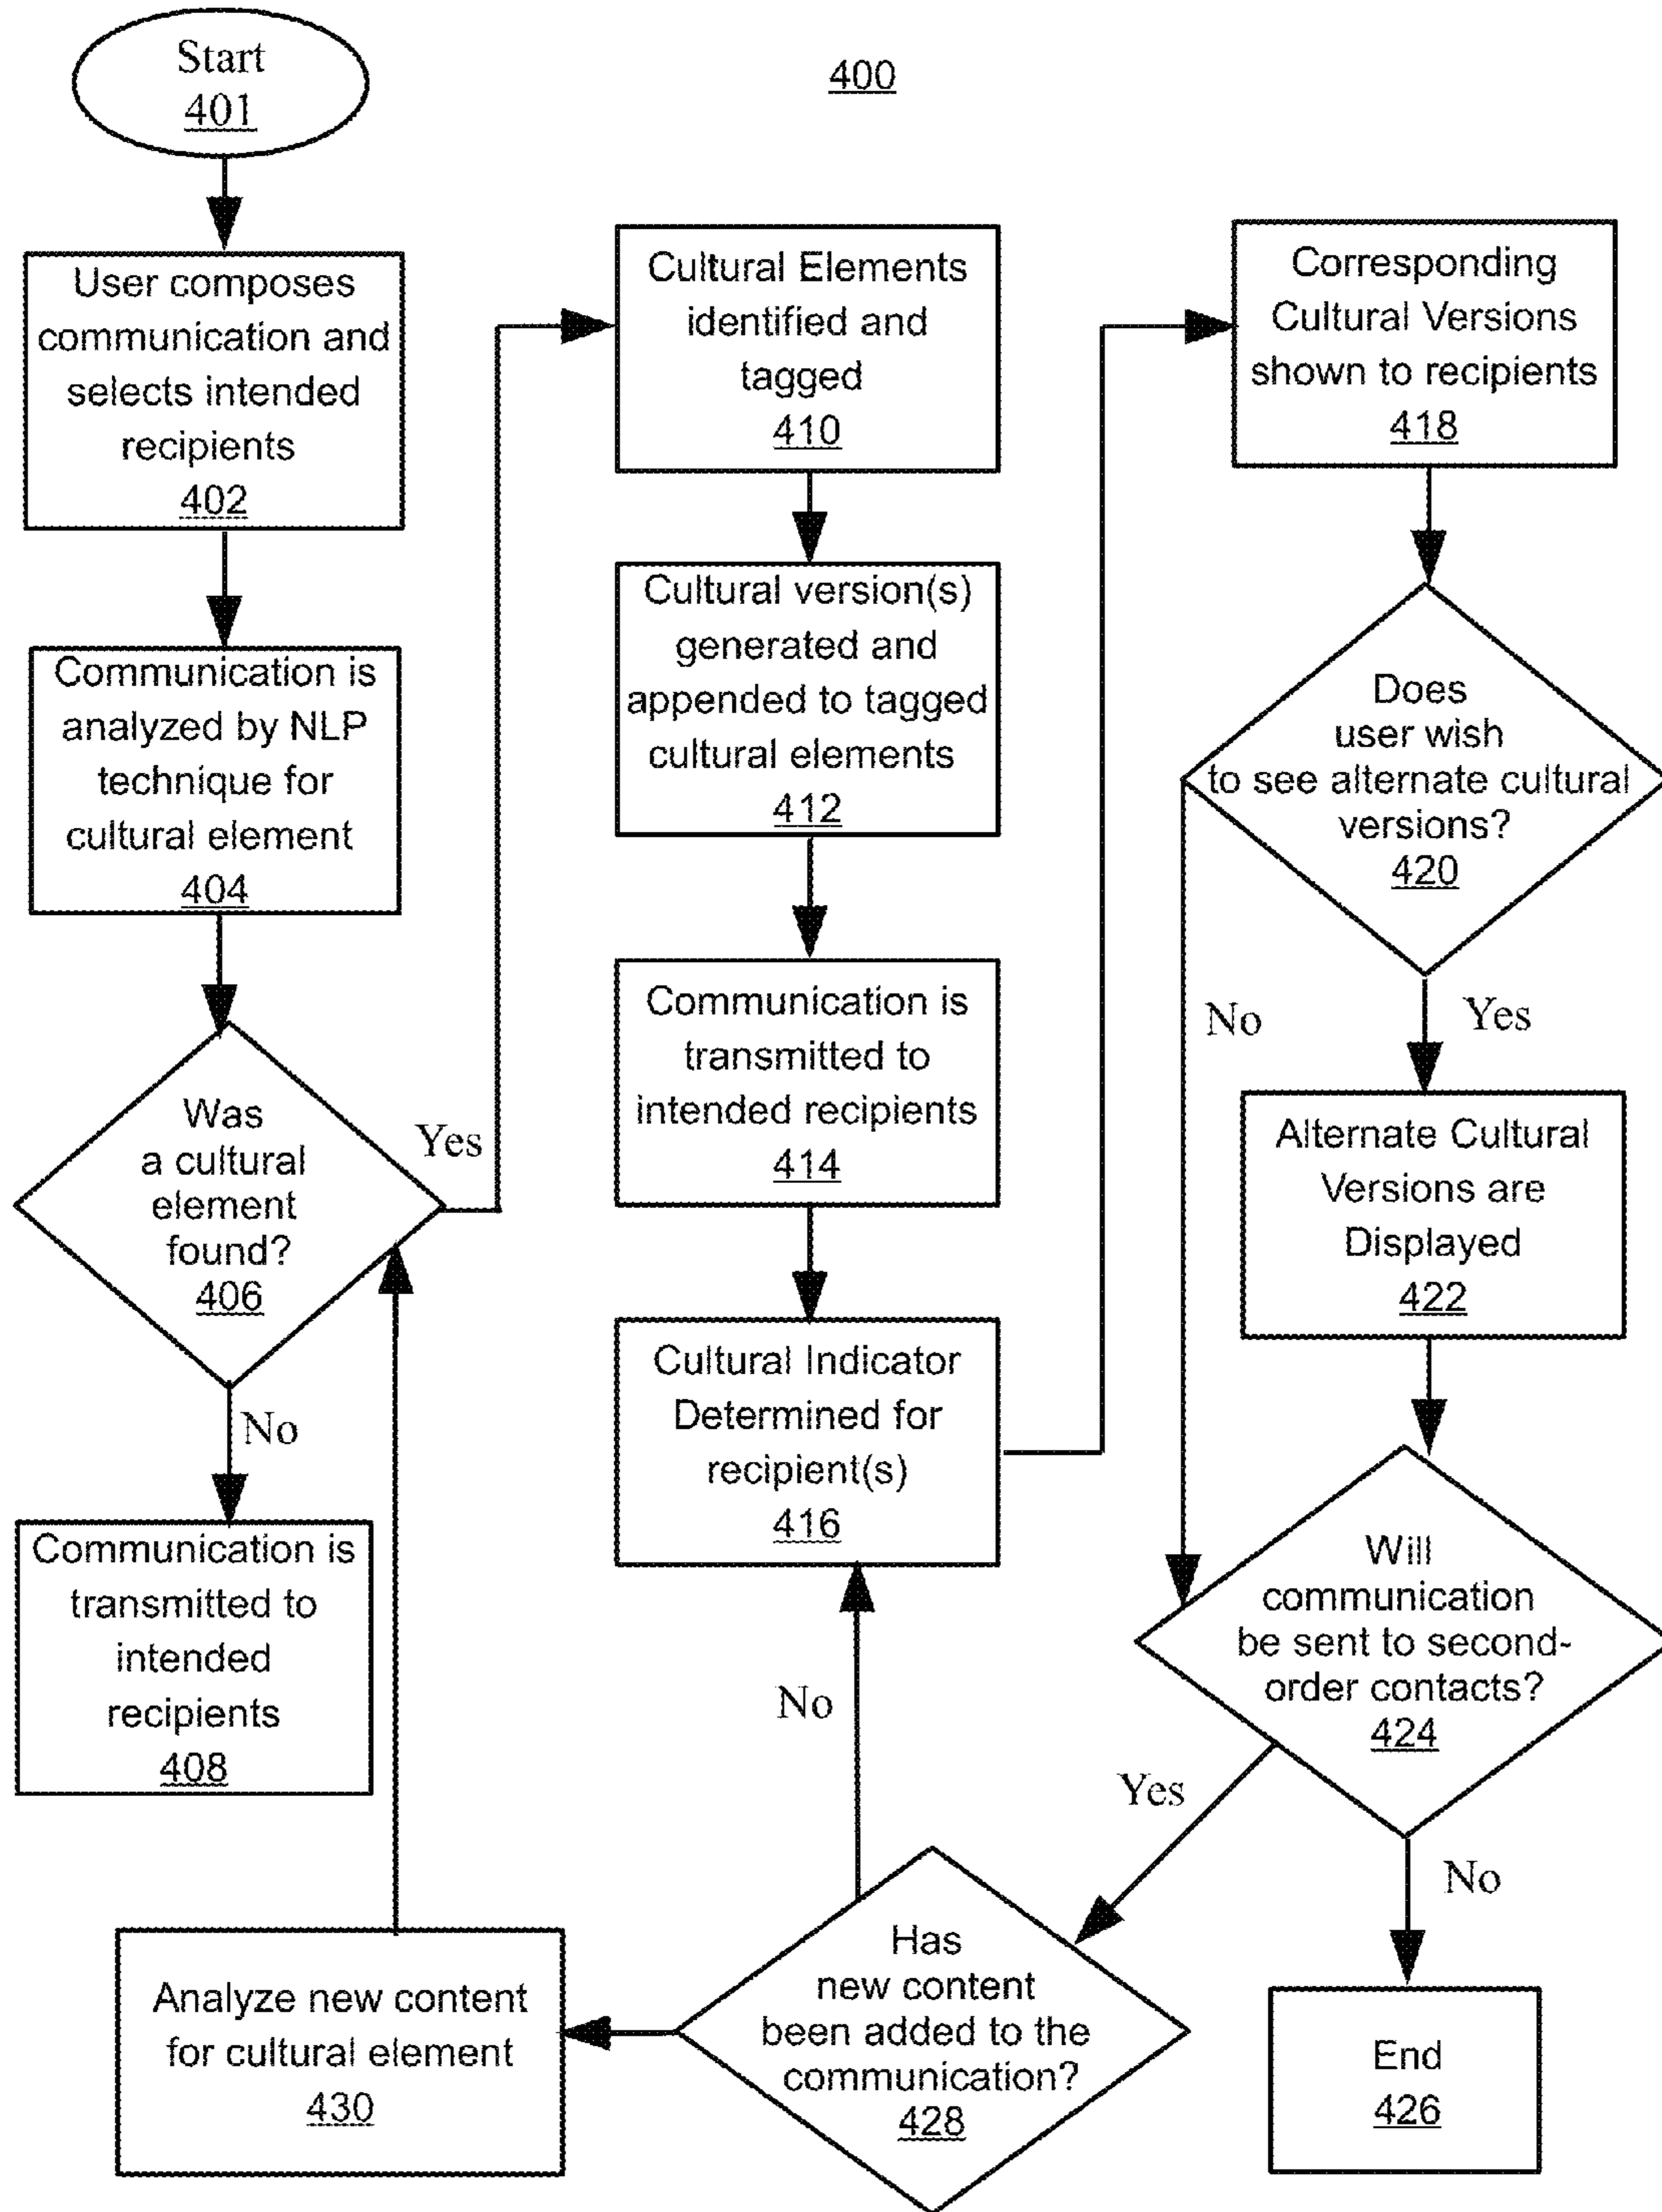 400
Start
401
User composes
communication and
selects intended
recipients
402
Communication is
analyzed by NLP
technique for
cultural element
404
Was
a cultural
element
found?
406
Yes
No
Communication is
transmitted to
intended
recipients
408
Cultural Elements
identified and
tagged
410
Cultural version(s)
generated and
appended to tagged
cultural elements
412
Communication is
transmitted to
intended recipients
414
Cultural Indicator
Determined for
recipient(s)
416
Corresponding
Cultural Versions
shown to recipients
418
Does
user wish
to see alternate cultural
versions?
420
No
Yes
Alternate Cultural
Versions are
Displayed
422
Will
communication
be sent to second-
order contacts?
424
Yes
No
End
426
Has
new content
been added to the
communication?
428
No
Analyze new content
for cultural element
430